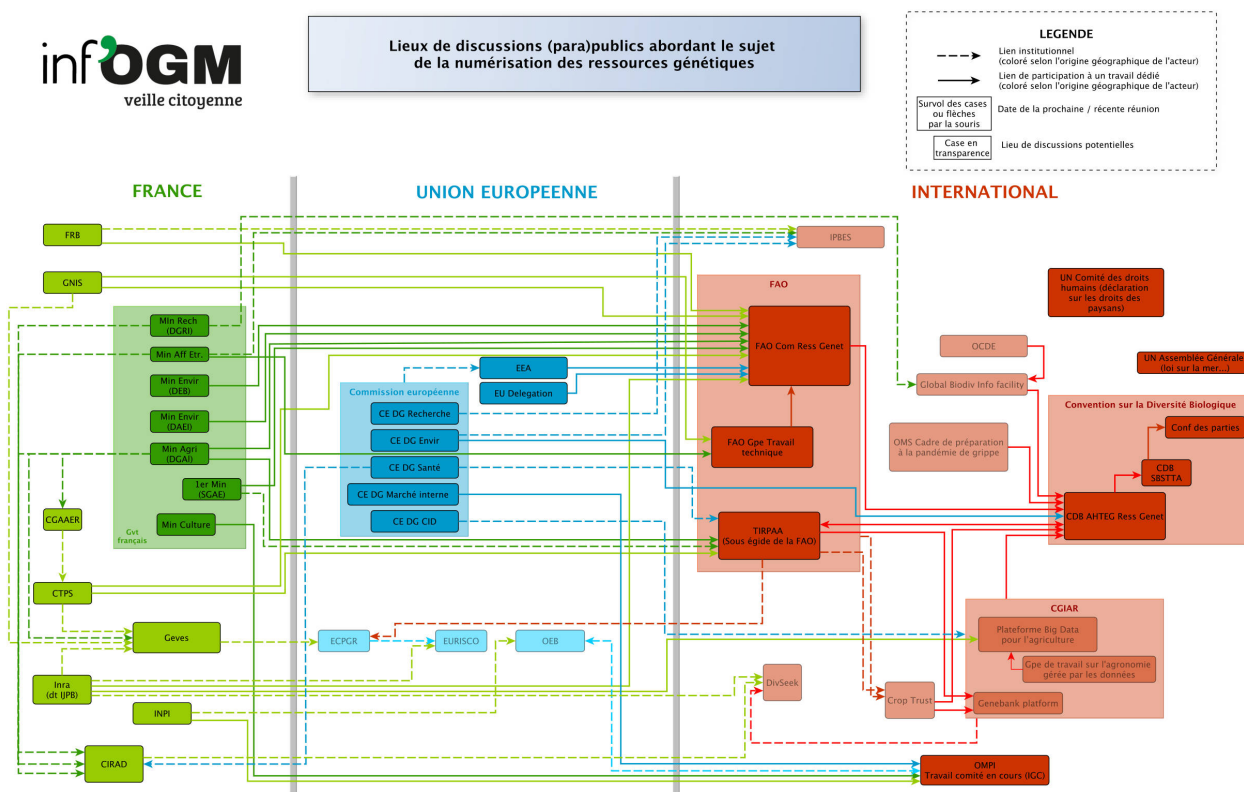 inf'OGM
veille citoyenne
Lieux de discussions (para)publics abordant le sujet
de la numérisation des ressources génétiques
LEGENDE
Lien institutionnel
(coloré selon l'origine géographique de l'acteur)
Lien de participation à un travail dédié
(coloré selon l'origine géographique de l'acteur)
Survol des cases
ou flèches
par la souris
Date de la prochaine / récente réunion
Case en
transparence
Lieu de discussions potentielles
FRANCE
UNION EUROPEENNE
INTERNATIONAL
FRB
GNIS
MIn Rech
(DGRI)
Min Aff Etr.
Min Envir
(DEB)
Min Envir
(DAEI)
Min Agri
(DGAI)
1er Min
(SGAE)
Min Culture
Gvt
français
CGAAER
CTPS
Geves
Inra
(dt IJPB)
INPI
CIRAD
EEA
EU Delegation
Commission européenne
CE DG Recherche
CE DG Envir
CE DG Santé
CE DG Marché interne
CE DG CID
ECPGR
EURISCO
OEB
IPBES
FAO
FAO Com Ress Genet
FAO Gpe Travail
technique
TIRPAA
(Sous égide de la FAO)
DivSeek
Crop Trust
UN Comité des droits
humains (déclaration
sur les droits des
paysans)
OCDE
UN Assemblée Générale
(loi sur la mer...)
Global Biodiv Info facility
Convention sur la Diversité Biologique
Conf des parties
OMS Cadre de préparation
à la pandémie de grippe
CDB
SBSTTA
CDB AHTEG Ress Genet
CGIAR
Plateforme Big Data
pour l'agriculture
Gpe de travail sur l'agronomie
gérée par les données
Genebank platform
OMPI
Travail comité en cours (IGC)